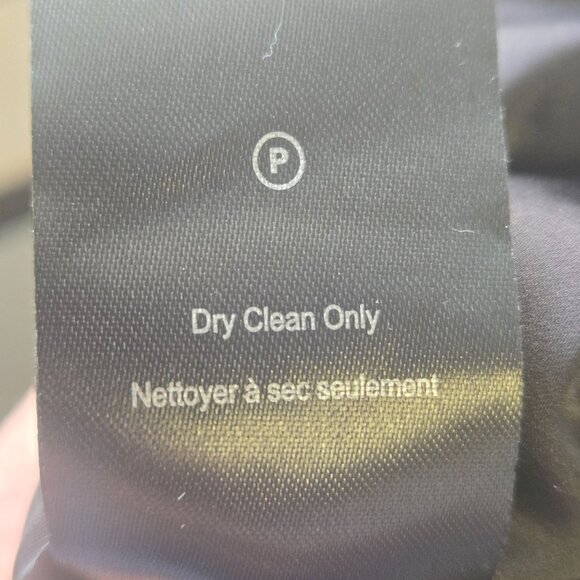 P
Dry Clean Only
Nettoyer à sec seulement